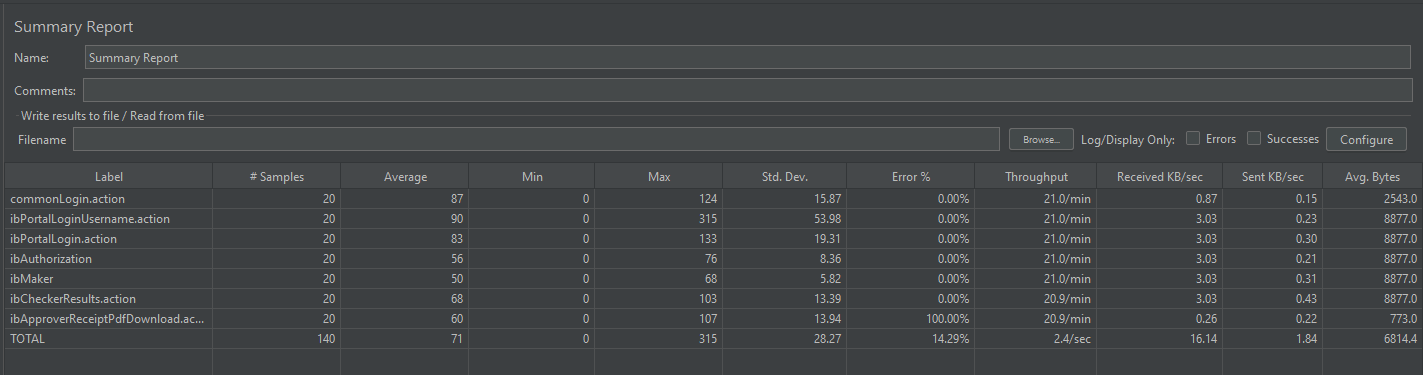 Summary Report
Name: Summary Report
Comments:
Write results to file / Read from file
Filename Browse... Log/Display Only: Errors Successes Configure
Label # Samples Average Min Max Std. Dev. Error % Throughput Received KB/sec Sent KB/sec Avg. Bytes
commonLogin.action 20 87 0 124 15.87 0.00% 21.0/min 0.87 0.15 2543.0
ibPortalLoginUsername.action 20 90 0 315 53.98 0.00% 21.0/min 3.03 0.23 8877.0
ibPortalLogin.action 20 83 0 133 19.31 0.00% 21.0/min 3.03 0.30 8877.0
ibAuthorization 20 56 0 76 8.36 0.00% 21.0/min 3.03 0.21 8877.0
ibMaker 20 50 0 68 5.82 0.00% 21.0/min 3.03 0.31 8877.0
ibCheckerResults.action 20 68 0 103 13.39 0.00% 20.9/min 3.03 0.43 8877.0
ibApproverReceiptPdfDownload.ac... 20 60 0 107 13.94 100.00% 20.9/min 0.26 0.22 773.0
TOTAL 140 71 0 315 28.27 14.29% 2.4/sec 16.14 1.84 6814.4